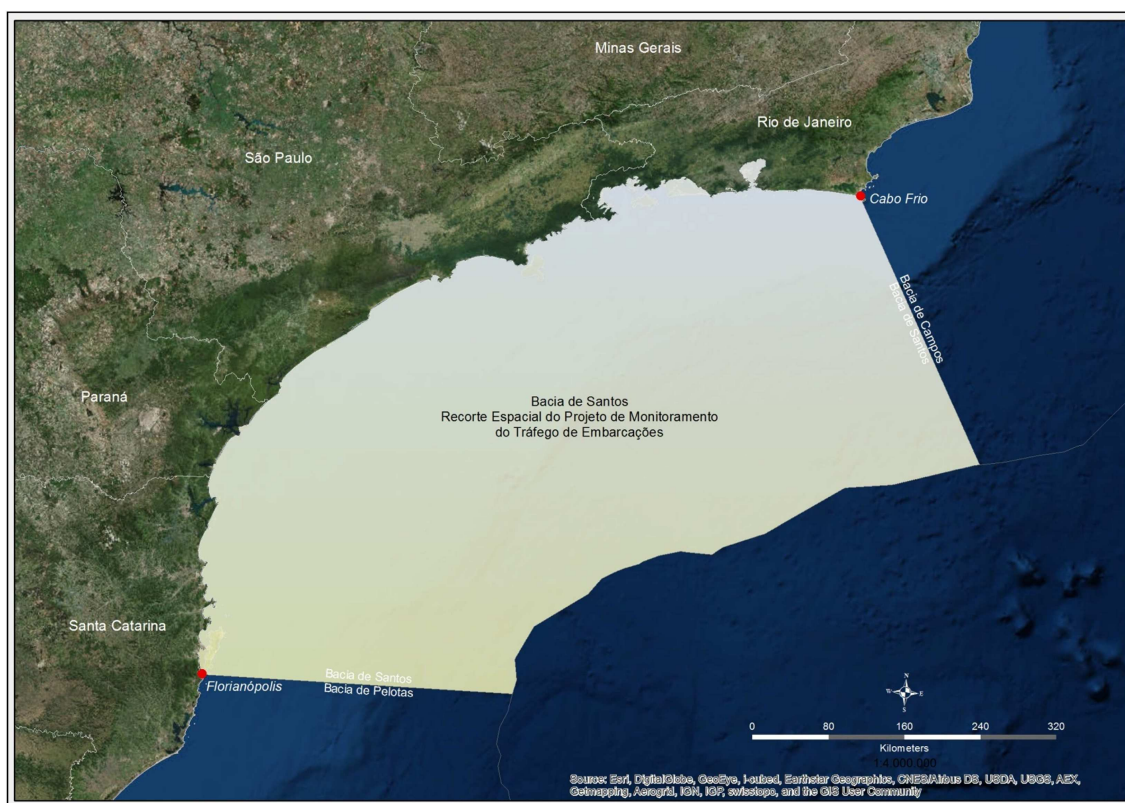 Minas Gerais
Rio de Janeiro
São Paulo
Cabo Frio
Bacia de Campos
Bacia de Santos
Paraná
Bacia de Santos
Recorte Espacial do Projeto de Monitoramento
do Tráfego de Embarcações
Santa Catarina
Bacia de Santos
Bacia de Pelotas
Florianópolis
N
W E
S
0 80 160 240 320
Kilometers
1:4.000.000
Source: Esri, DigitalGlobe, GeoEye, i-cubed, Earthstar Geographics, CNES/Airbus DS, USDA, USGS, AEX,
Getmapping, Aerogrid, IGN, IGP, swisstopo, and the GIS User Community